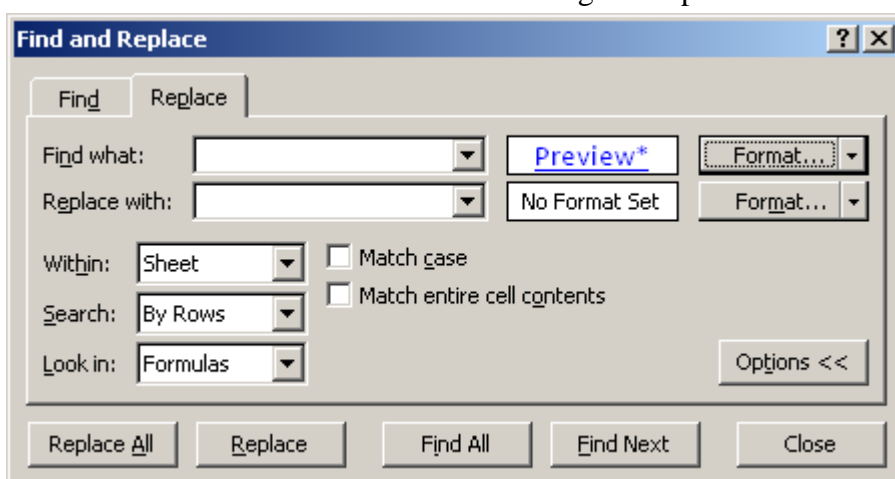 Find and Replace
Find Replace
Find what: Preview* Format...
Replace with: No Format Set Format...
Within: Sheet Match case
Match entire cell contents
Search: By Rows
Look in: Formulas Options <<
Replace All Replace Find All Find Next Close